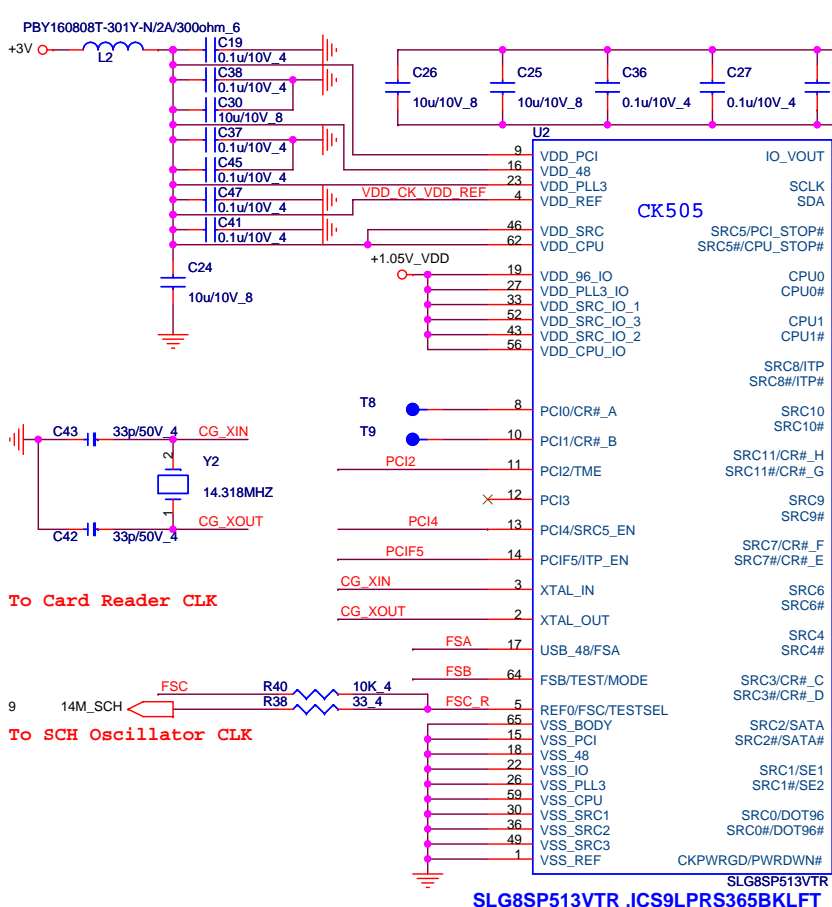 PBY160808T-301Y-N/2A/300ohm_6
+3V
L2
C19
0.1u/10V_4
C38
0.1u/10V_4
C30
10u/10V_8
C37
0.1u/10V_4
C45
0.1u/10V_4
C47
0.1u/10V_4
C41
0.1u/10V_4
C24
10u/10V_8
C26
10u/10V_8
C25
10u/10V_8
C36
0.1u/10V_4
C27
0.1u/10V_4
U2
CK505
VDD_CK_VDD_REF
+1.05V_VDD
9 VDD_PCI
16 VDD_48
23 VDD_PLL3
4 VDD_REF
46 VDD_SRC
62 VDD_CPU
19 VDD_96_IO
27 VDD_PLL3_IO
33 VDD_SRC_IO_1
52 VDD_SRC_IO_3
43 VDD_SRC_IO_2
56 VDD_CPU_IO
T8
8 PCI0/CR#_A
T9
10 PCI1/CR#_B
PCI2 11 PCI2/TME
12 PCI3
PCI4 13 PCI4/SRC5_EN
PCIF5 14 PCIF5/ITP_EN
CG_XIN 3 XTAL_IN
CG_XOUT 2 XTAL_OUT
FSA 17 USB_48/FSA
FSB 64 FSB/TEST/MODE
FSC_R 5 REF0/FSC/TESTSEL
65 VSS_BODY
15 VSS_PCI
18 VSS_48
22 VSS_IO
26 VSS_PLL3
59 VSS_CPU
30 VSS_SRC1
36 VSS_SRC2
49 VSS_SRC3
1 VSS_REF
IO_VOUT
SCLK
SDA
SRC5/PCI_STOP#
SRC5#/CPU_STOP#
CPU0
CPU0#
CPU1
CPU1#
SRC8/ITP
SRC8#/ITP#
SRC10
SRC10#
SRC11/CR#_H
SRC11#/CR#_G
SRC9
SRC9#
SRC7/CR#_F
SRC7#/CR#_E
SRC6
SRC6#
SRC4
SRC4#
SRC3/CR#_C
SRC3#/CR#_D
SRC2/SATA
SRC2#/SATA#
SRC1/SE1
SRC1#/SE2
SRC0/DOT96
SRC0#/DOT96#
CKPWRGD/PWRDWN#
SLG8SP513VTR
SLG8SP513VTR ,ICS9LPRS365BKLFT
C43 33p/50V_4 CG_XIN
2
Y2
14.318MHZ
1
C42 33p/50V_4 CG_XOUT
To Card Reader CLK
FSC R40 10K_4
9 14M_SCH R38 33_4
To SCH Oscillator CLK